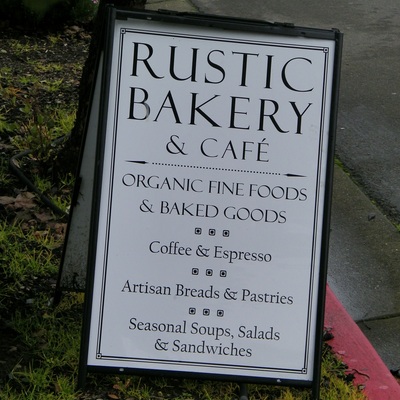 RUSTIC
BAKERY
& CAFÉ
ORGANIC FINE FOODS
& BAKED GOODS
Coffee & Espresso
Artisan Breads & Pastries
Seasonal Soups, Salads
& Sandwiches